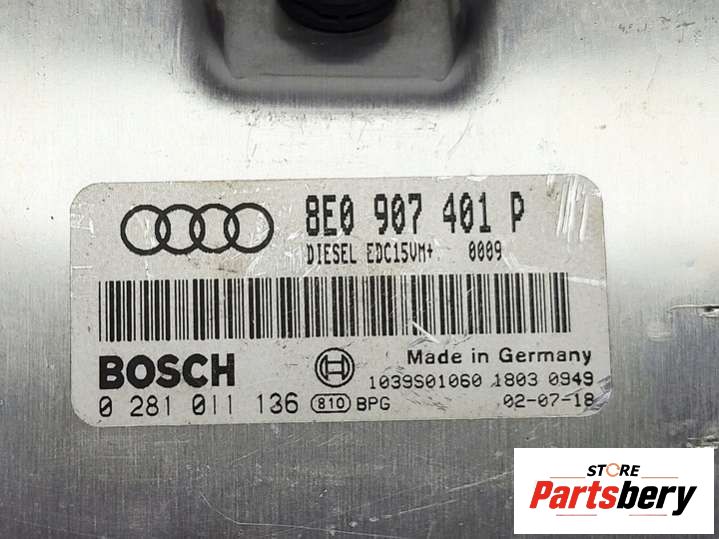 8E0 907 401 P
DIESEL EDC15VM+ 0009
BOSCH
Made in Germany
1039S01060 1803 0949
0 281 011 136 810 BPG 02-07-18
STORE
Partsbery